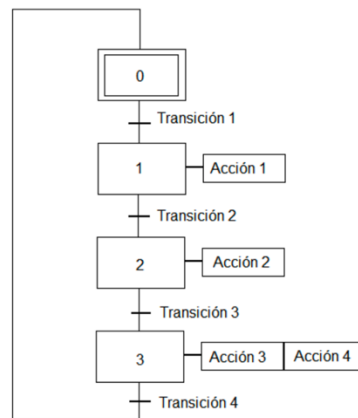 0
Transición 1
1 Acción 1
Transición 2
2 Acción 2
Transición 3
3 Acción 3 Acción 4
Transición 4